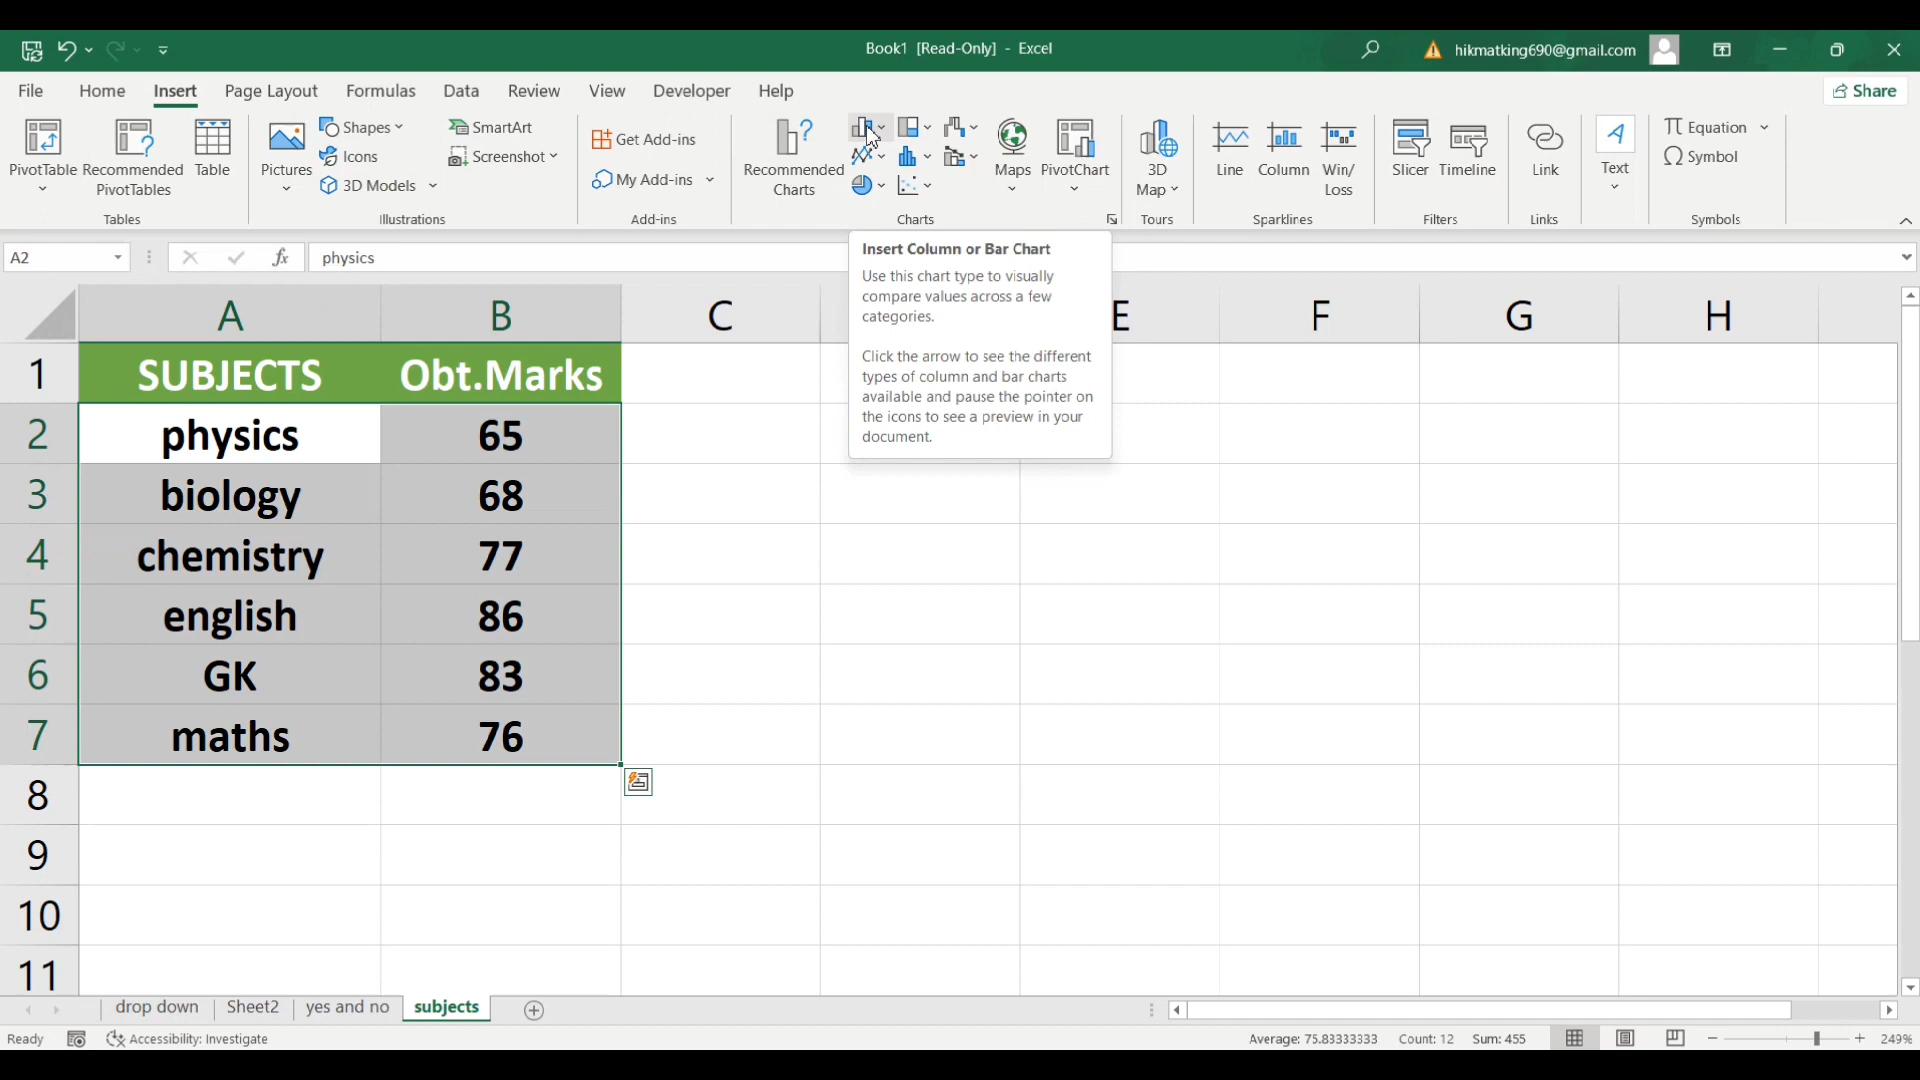 Book1 [Read-Only] - Excel
hikmatking690@gmail.com
File Home Insert Page Layout Formulas Data Review View Developer Help
Share
PivotTable
Recommended PivotTables
Table
Tables
Pictures
Shapes
Icons
3D Models
SmartArt
Screenshot
Illustrations
Get Add-ins
My Add-ins
Add-ins
Recommended Charts
Maps
PivotChart
Charts
3D Map
Tours
Line
Column
Win/Loss
Sparklines
Slicer
Timeline
Filters
Link
Links
Text
Equation
Symbol
Symbols
A2
fx
physics
Insert Column or Bar Chart
Use this chart type to visually
compare values across a few
categories.
Click the arrow to see the different
types of column and bar charts
available and pause the pointer on
the icons to see a preview in your
document.
A B C E F G H
1 SUBJECTS Obt.Marks
2 physics 65
3 biology 68
4 chemistry 77
5 english 86
6 GK 83
7 maths 76
8
9
10
11
drop down Sheet2 yes and no subjects
Ready Accessibility: Investigate Average: 75.83333333 Count: 12 Sum: 455 249%